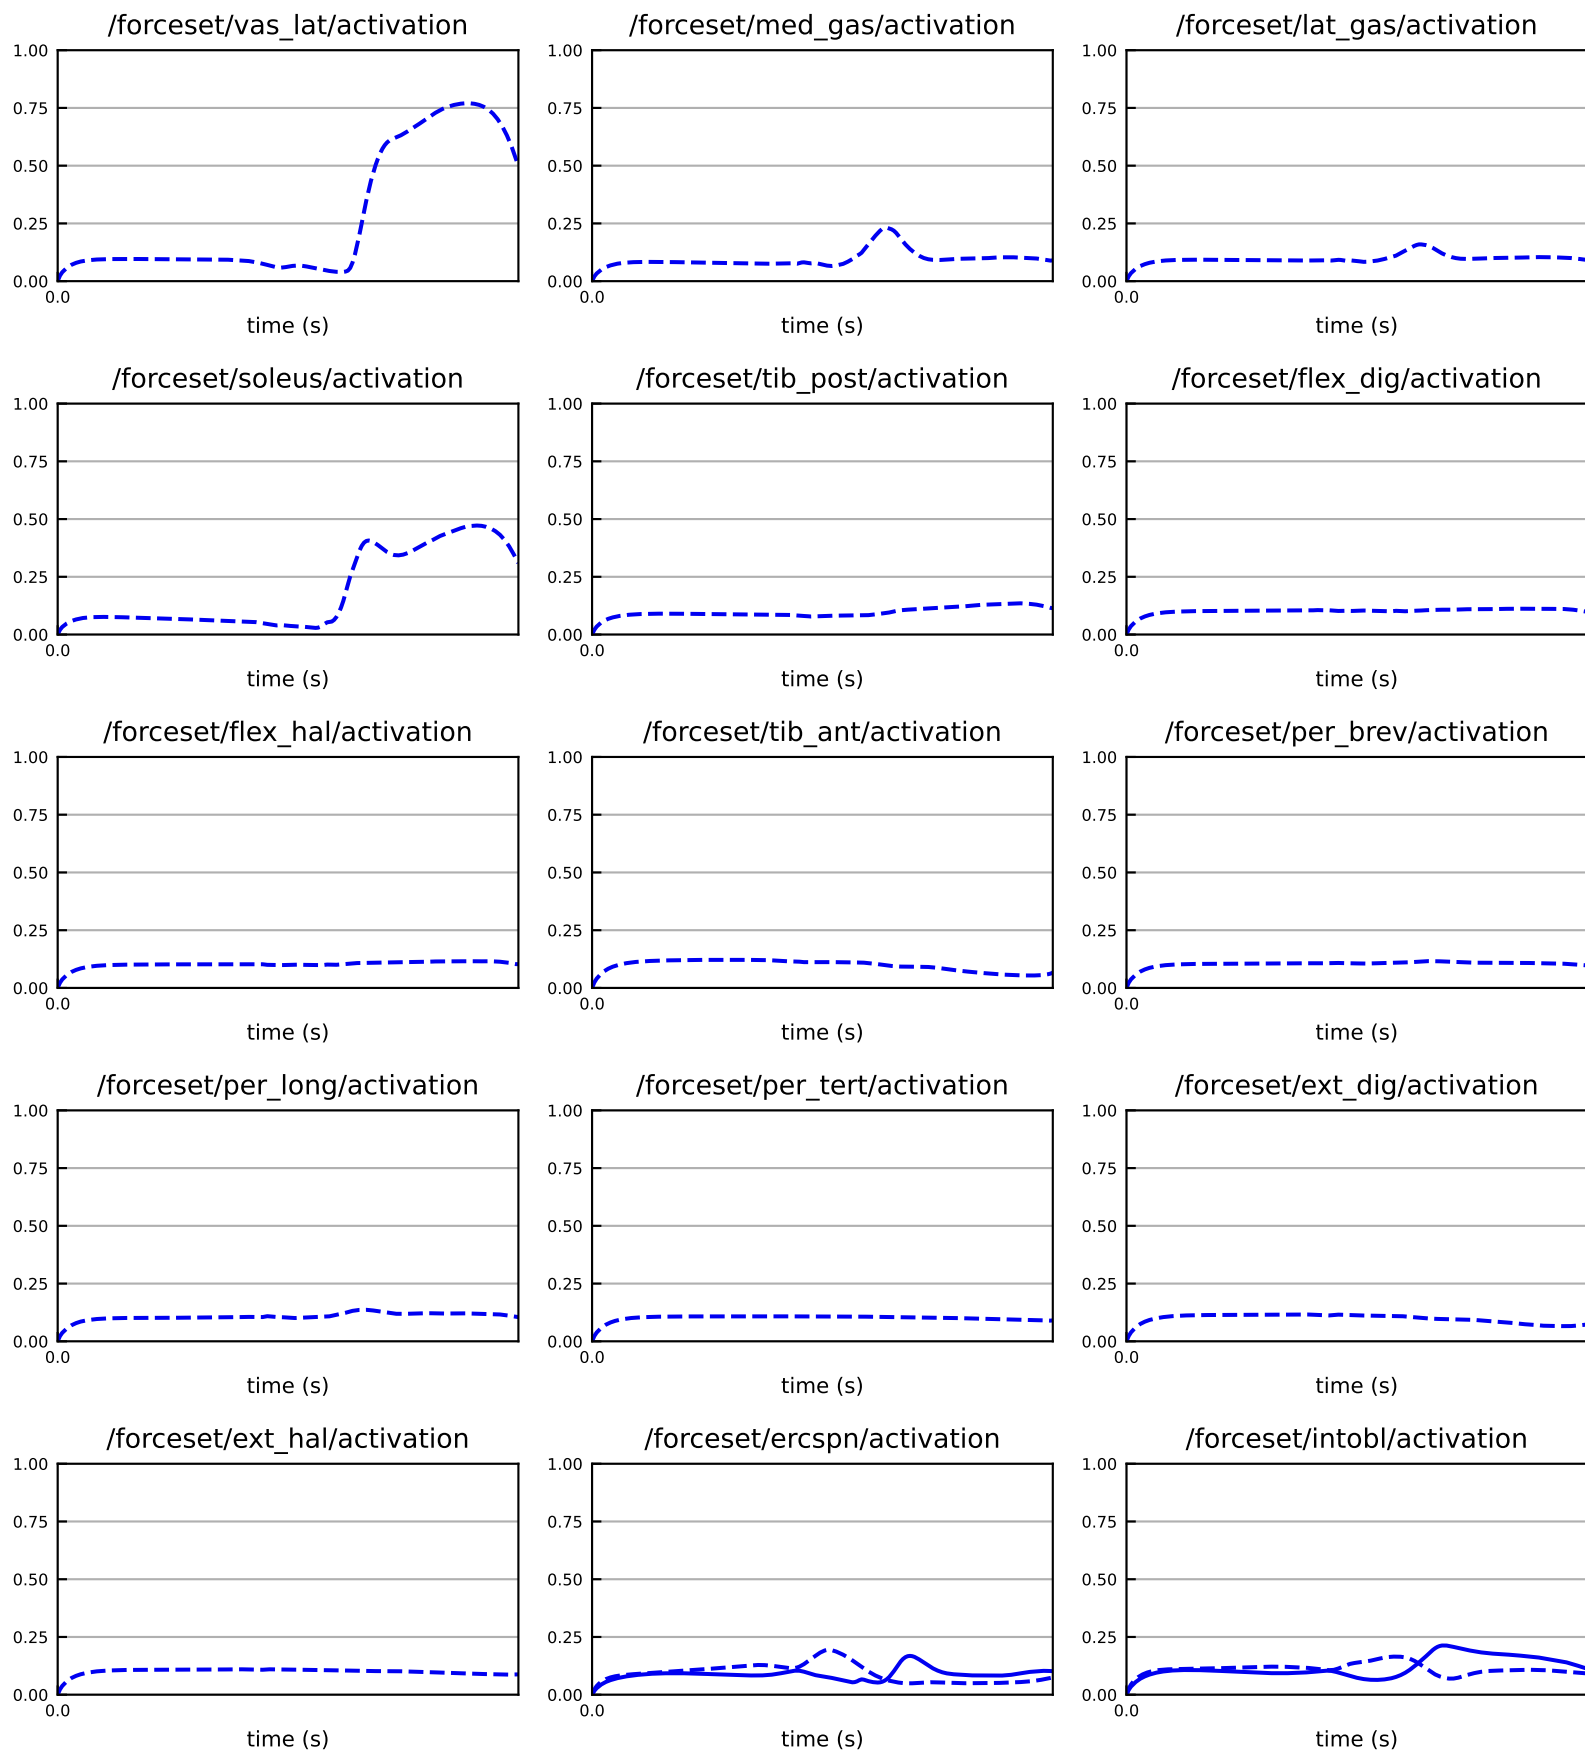 /forceset/vas_lat/activation /forceset/med_gas/activation /forceset/lat_gas/activation
1.00 1.00 1.00
0.75 0.75 0.75
0.50 0.50 0.50
0.25 0.25 0.25
0.00 0.00 0.00
0.0 0.0 0.0
time (s) time (s) time (s)
/forceset/soleus/activation /forceset/tib_post/activation /forceset/flex_dig/activation
1.00 1.00 1.00
0.75 0.75 0.75
0.50 0.50 0.50
0.25 0.25 0.25
0.00 0.00 0.00
0.0 0.0 0.0
time (s) time (s) time (s)
/forceset/flex_hal/activation /forceset/tib_ant/activation /forceset/per_brev/activation
1.00 1.00 1.00
0.75 0.75 0.75
0.50 0.50 0.50
0.25 0.25 0.25
0.00 0.00 0.00
0.0 0.0 0.0
time (s) time (s) time (s)
/forceset/per_long/activation /forceset/per_tert/activation /forceset/ext_dig/activation
1.00 1.00 1.00
0.75 0.75 0.75
0.50 0.50 0.50
0.25 0.25 0.25
0.00 0.00 0.00
0.0 0.0 0.0
time (s) time (s) time (s)
/forceset/ext_hal/activation /forceset/ercspn/activation /forceset/intobl/activation
1.00 1.00 1.00
0.75 0.75 0.75
0.50 0.50 0.50
0.25 0.25 0.25
0.00 0.00 0.00
0.0 0.0 0.0
time (s) time (s) time (s)